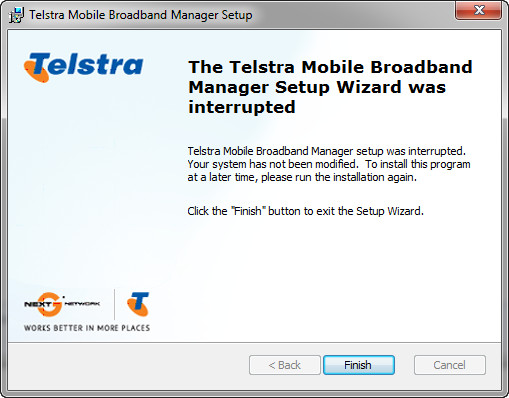 Telstra Mobile Broadband Manager Setup
Telstra
The Telstra Mobile Broadband
Manager Setup Wizard was
interrupted
Telstra Mobile Broadband Manager setup was interrupted.
Your system has not been modified. To install this program
at a later time, please run the installation again.
Click the "Finish" button to exit the Setup Wizard.
NEXT G NETWORK
T
WORKS BETTER IN MORE PLACES
< Back
Finish
Cancel